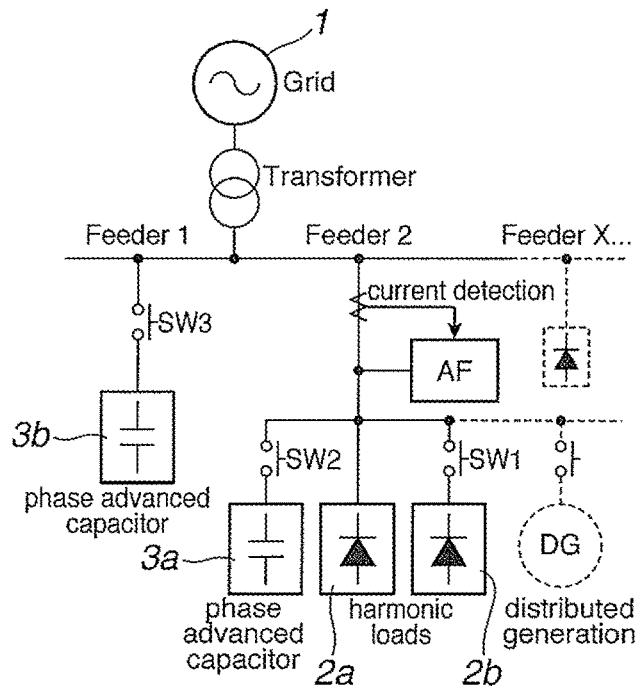 1
Grid
Transformer
Feeder 1
Feeder 2
Feeder X...
current detection
SW3
AF
3b
phase advanced
capacitor
SW2
SW1
3a
DG
phase
advanced
capacitor
harmonic
loads
distributed
generation
2a
2b